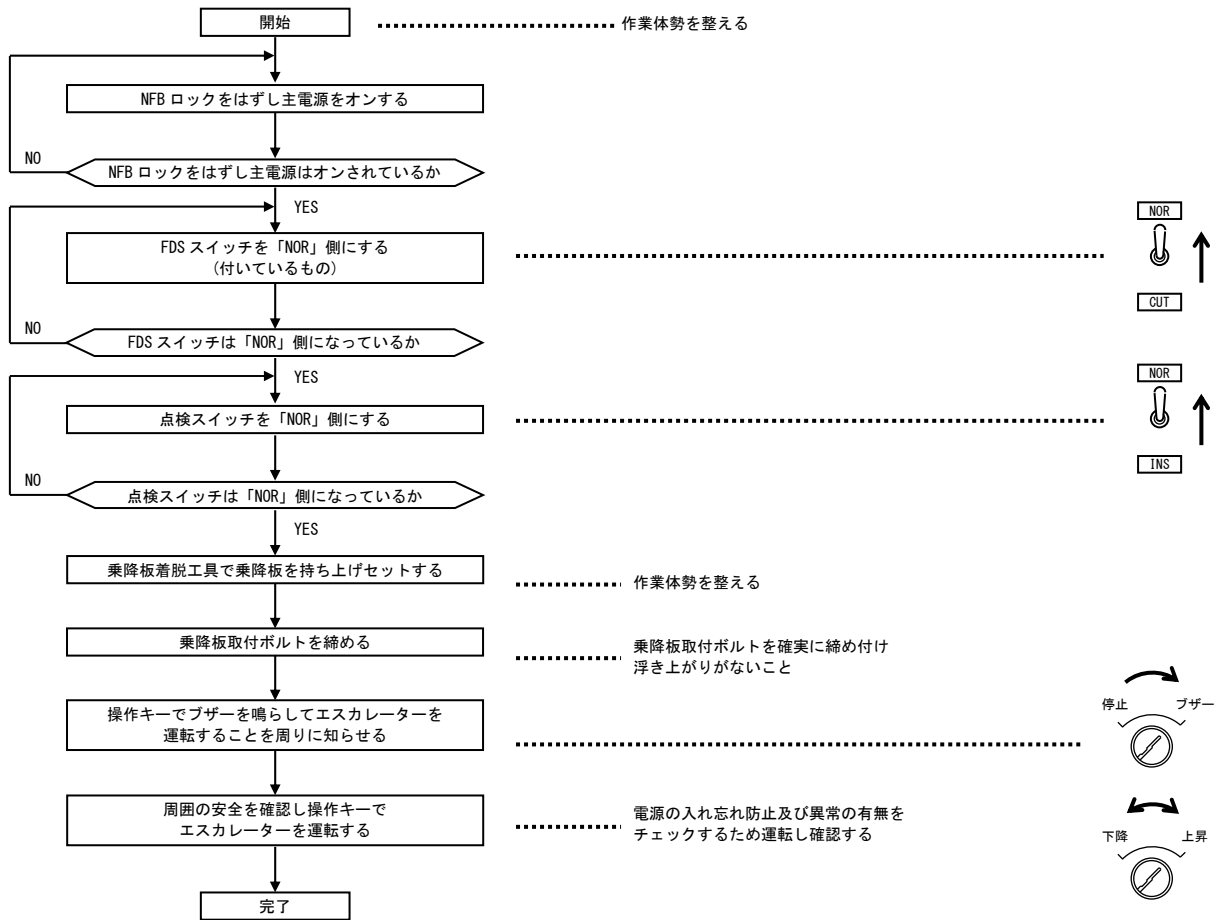 開始
作業体勢を整える
NFB ロックをはずし主電源をオンする
NO
NFB ロックをはずし主電源はオンされているか
YES
FDS スイッチを「NOR」側にする
(付いているもの)
NOR
CUT
NO
FDS スイッチは「NOR」側になっているか
YES
点検スイッチを「NOR」側にする
NOR
INS
NO
点検スイッチは「NOR」側になっているか
YES
乗降板着脱工具で乗降板を持ち上げセットする
作業体勢を整える
乗降板取付ボルトを締める
乗降板取付ボルトを確実に締め付け
浮き上がりがないこと
操作キーでブザーを鳴らしてエスカレーターを
運転することを周りに知らせる
停止 ブザー
周囲の安全を確認し操作キーで
エスカレーターを運転する
電源の入れ忘れ防止及び異常の有無を
チェックするため運転し確認する
下降 上昇
完了